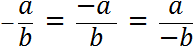 -a/b = -a/b = a/-b